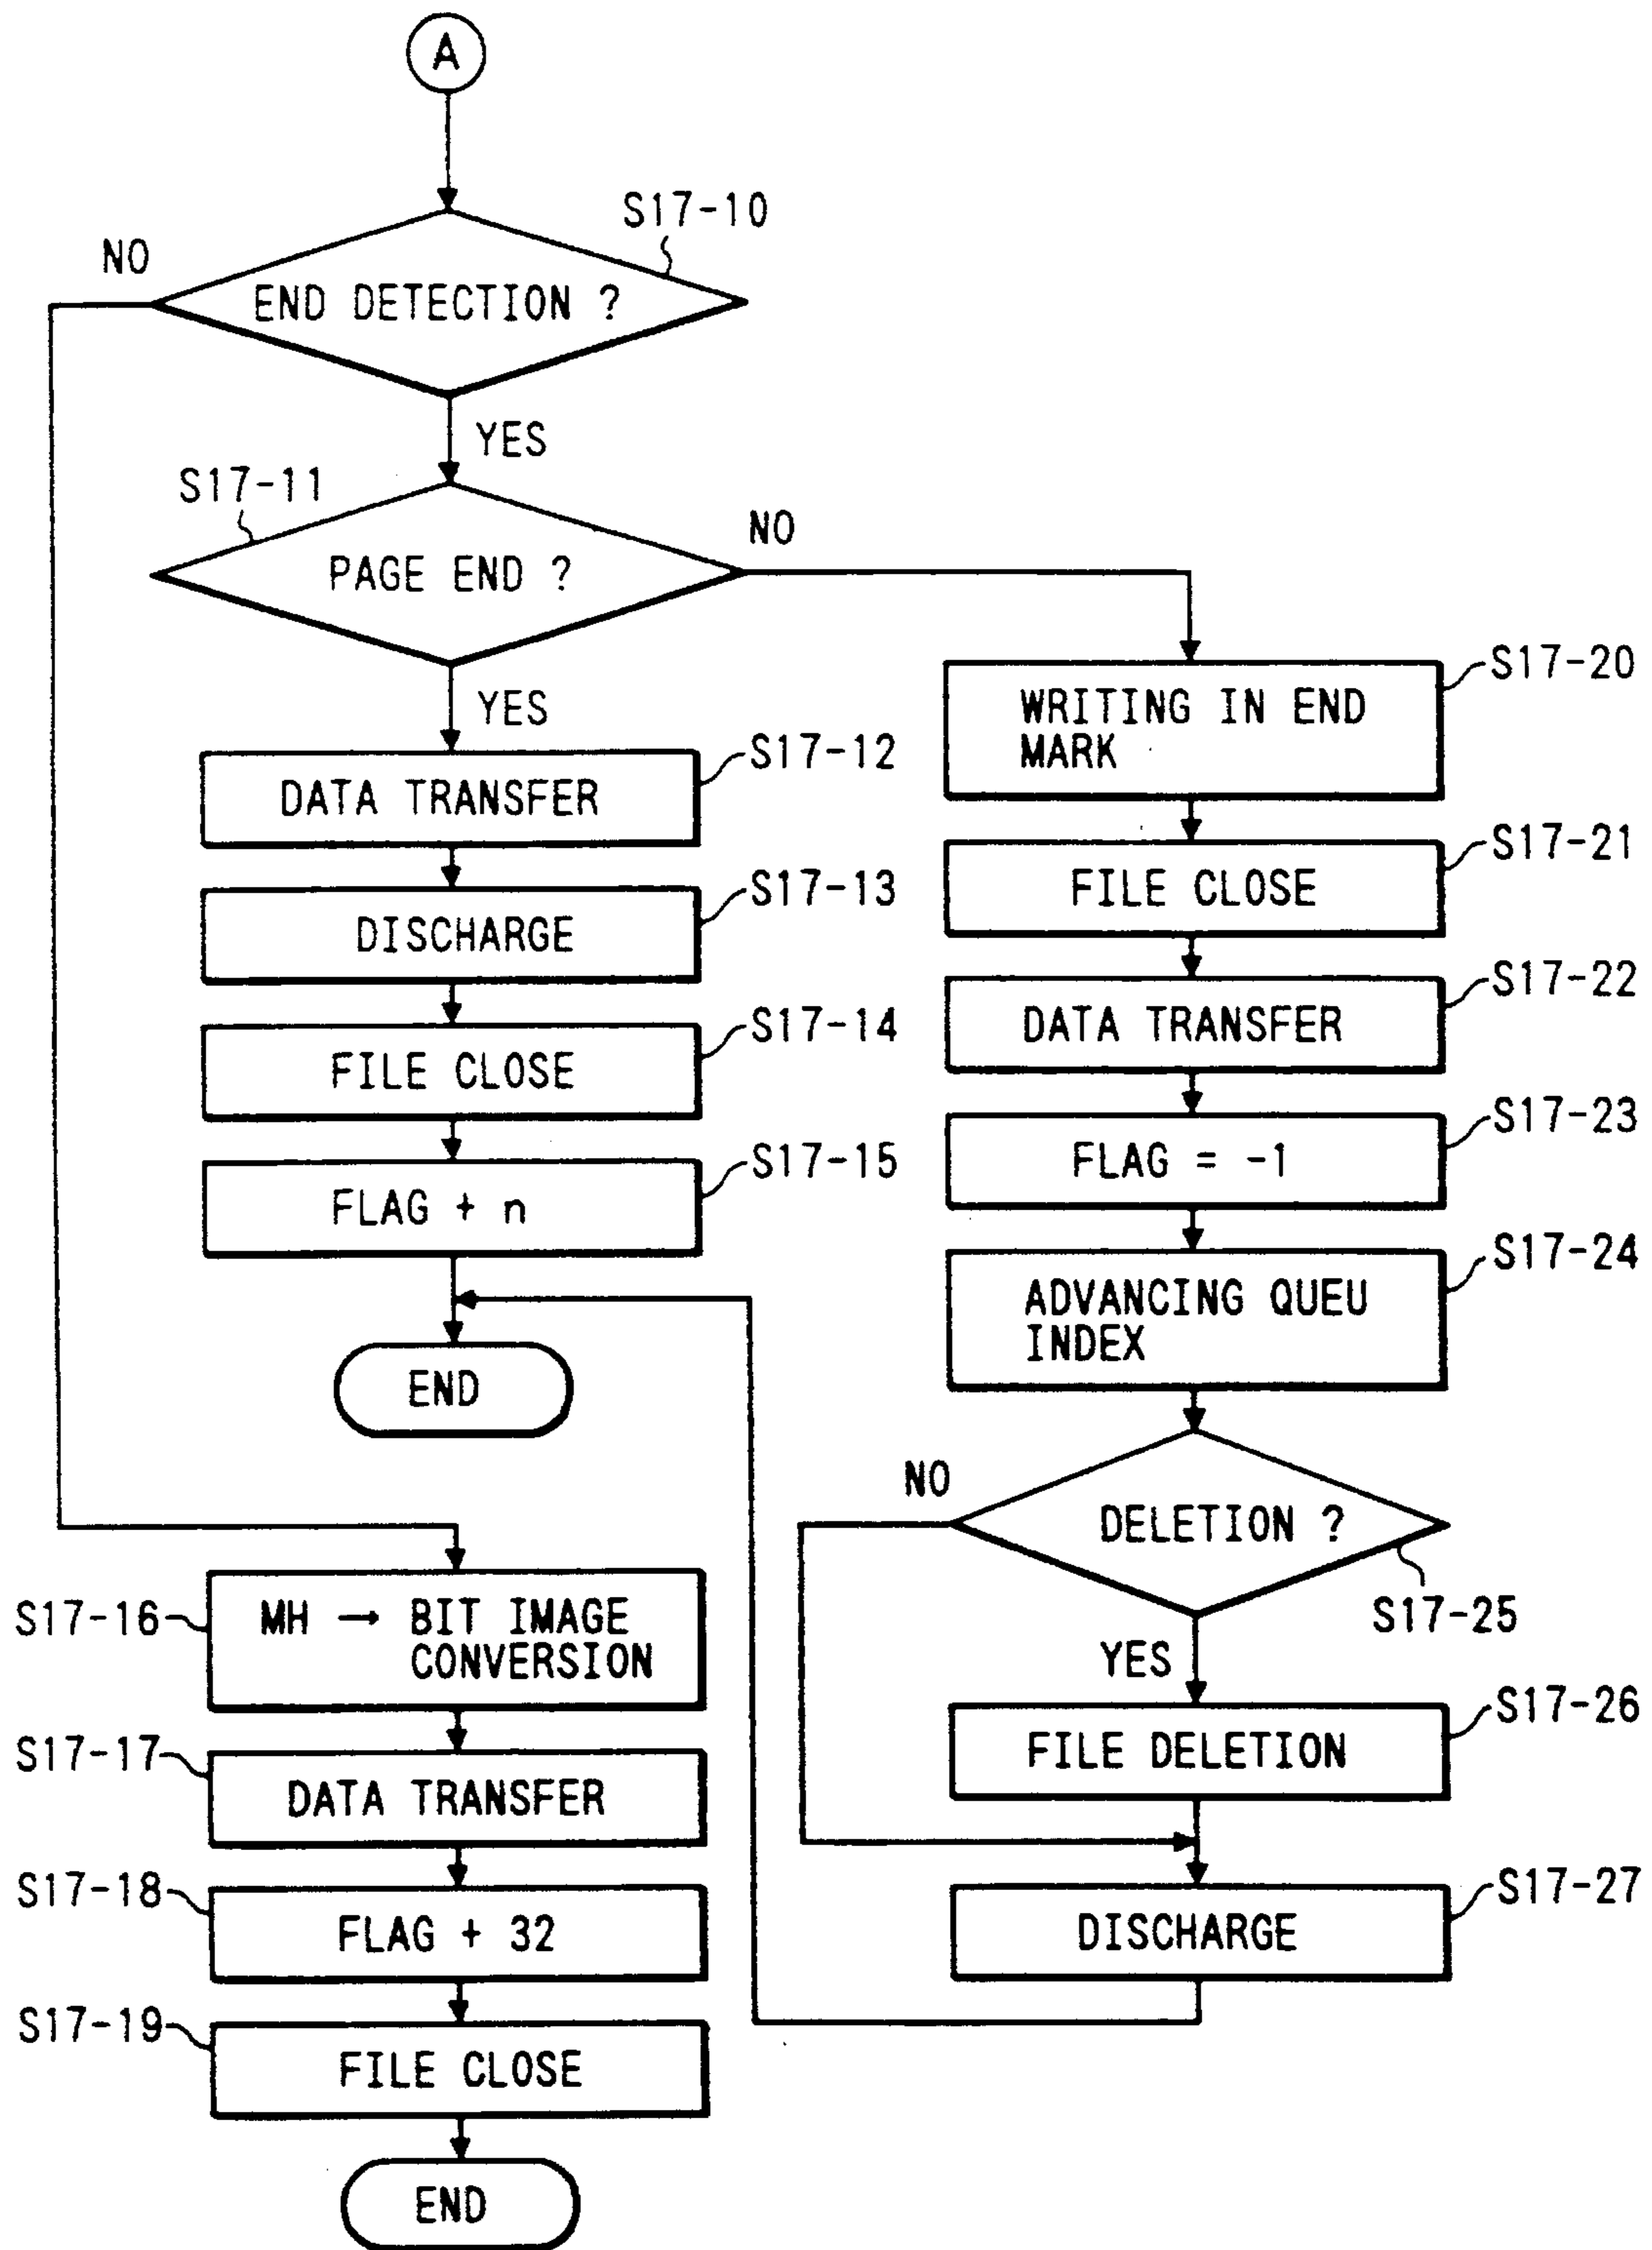 A
S17-10
NO
END DETECTION ?
YES
S17-11
NO
PAGE END ?
YES
S17-12
DATA TRANSFER
S17-13
DISCHARGE
S17-14
FILE CLOSE
S17-15
FLAG + n
END
S17-16
MH → BIT IMAGE
CONVERSION
S17-17
DATA TRANSFER
S17-18
FLAG + 32
S17-19
FILE CLOSE
END
S17-20
WRITING IN END
MARK
S17-21
FILE CLOSE
S17-22
DATA TRANSFER
S17-23
FLAG = -1
S17-24
ADVANCING QUEU
INDEX
NO
DELETION ?
S17-25
YES
S17-26
FILE DELETION
S17-27
DISCHARGE